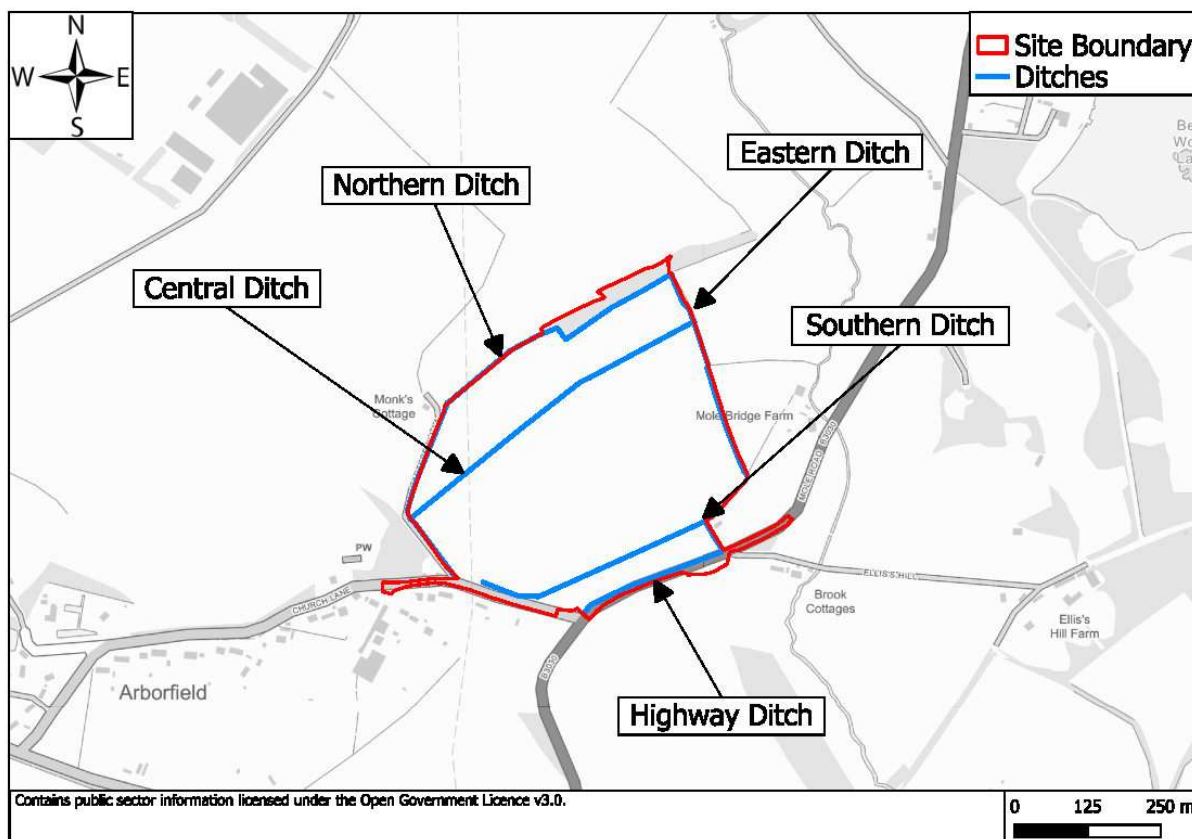 N
W E
S
Site Boundary
Ditches
Eastern Ditch
Northern Ditch
Central Ditch
Southern Ditch
Monk's
Cottage
Mole Bridge Farm
MOLE ROAD B3030
PW
CHURCH LANE
ELLIS'S HILL
Brook
Cottages
Ellis's
Hill Farm
B3030
Arborfield
Highway Ditch
Contains public sector information licensed under the Open Government Licence v3.0.
0 125 250 m